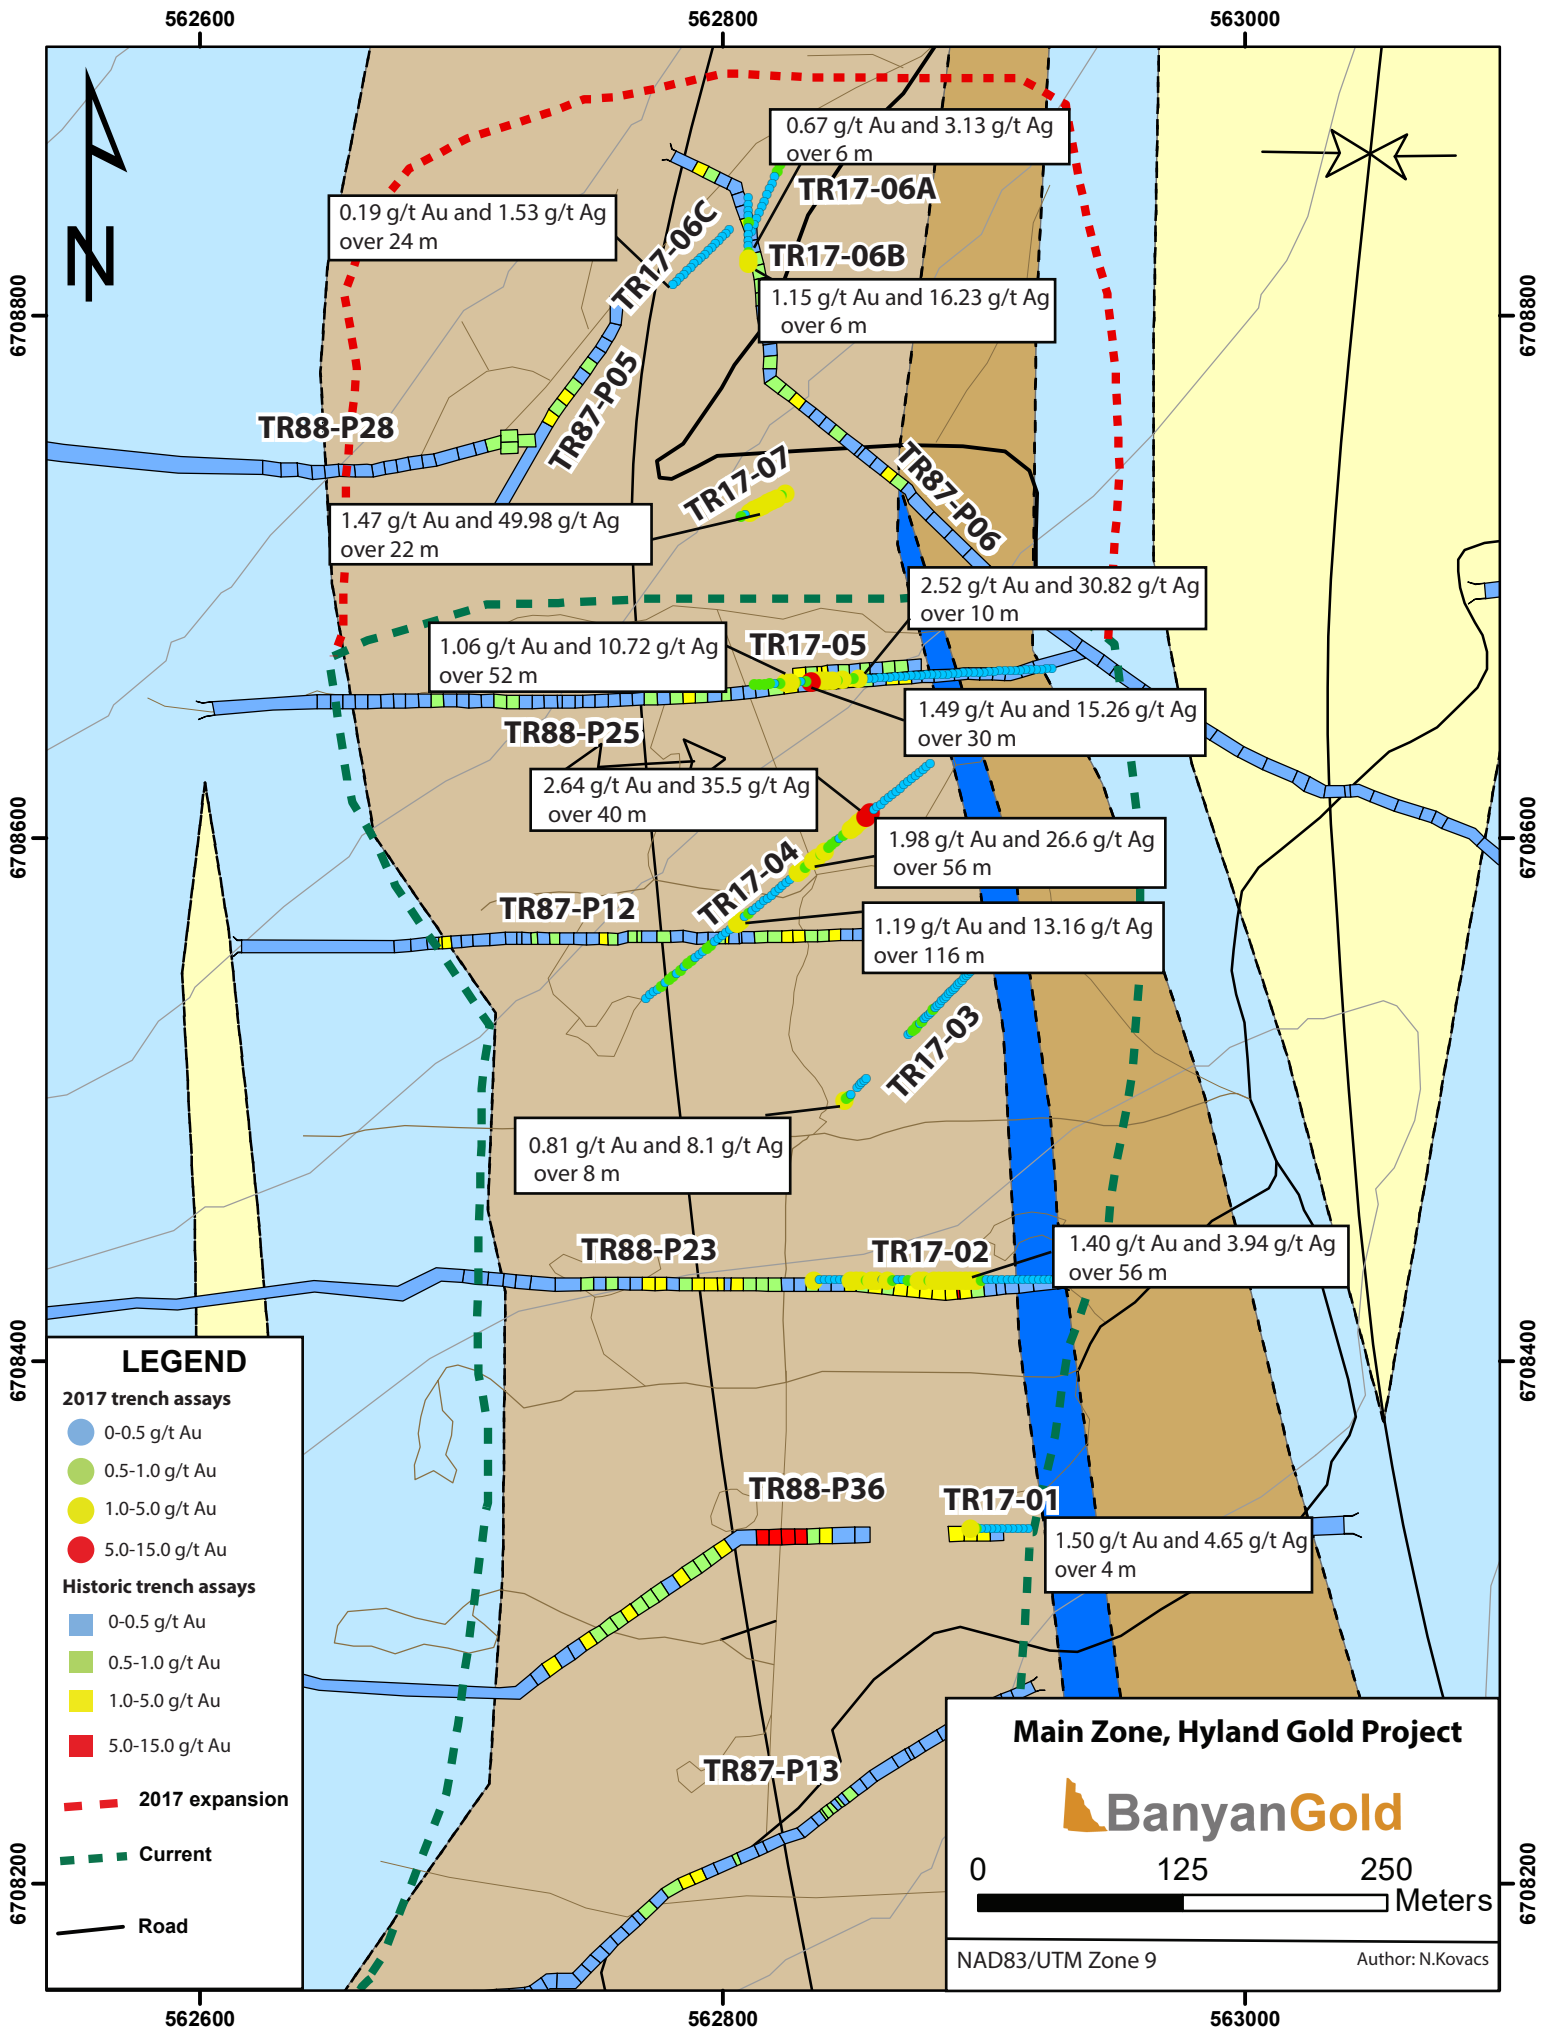 562600
562800
563000
0.67 g/t Au and 3.13 g/t Ag
over 6 m
TR17-06A
0.19 g/t Au and 1.53 g/t Ag
over 24 m
TR17-06C
TR17-06B
N
1.15 g/t Au and 16.23 g/t Ag
over 6 m
6708800
6708800
TR87-P05
TR88-P28
TR17-07
TR87-P06
1.47 g/t Au and 49.98 g/t Ag
over 22 m
2.52 g/t Au and 30.82 g/t Ag
over 10 m
1.06 g/t Au and 10.72 g/t Ag
over 52 m
TR17-05
1.49 g/t Au and 15.26 g/t Ag
over 30 m
TR88-P25
2.64 g/t Au and 35.5 g/t Ag
over 40 m
6708600
6708600
1.98 g/t Au and 26.6 g/t Ag
over 56 m
TR17-04
TR87-P12
1.19 g/t Au and 13.16 g/t Ag
over 116 m
TR17-03
0.81 g/t Au and 8.1 g/t Ag
over 8 m
TR88-P23
TR17-02
1.40 g/t Au and 3.94 g/t Ag
over 56 m
6708400
6708400
TR88-P36
TR17-01
1.50 g/t Au and 4.65 g/t Ag
over 4 m
TR87-P13
LEGEND
2017 trench assays
0-0.5 g/t Au
0.5-1.0 g/t Au
1.0-5.0 g/t Au
5.0-15.0 g/t Au
Historic trench assays
0-0.5 g/t Au
0.5-1.0 g/t Au
1.0-5.0 g/t Au
5.0-15.0 g/t Au
2017 expansion
Current
Road
Main Zone, Hyland Gold Project
BanyanGold
0 125 250
Meters
NAD83/UTM Zone 9
Author: N.Kovacs
6708200
6708200
562600
562800
563000